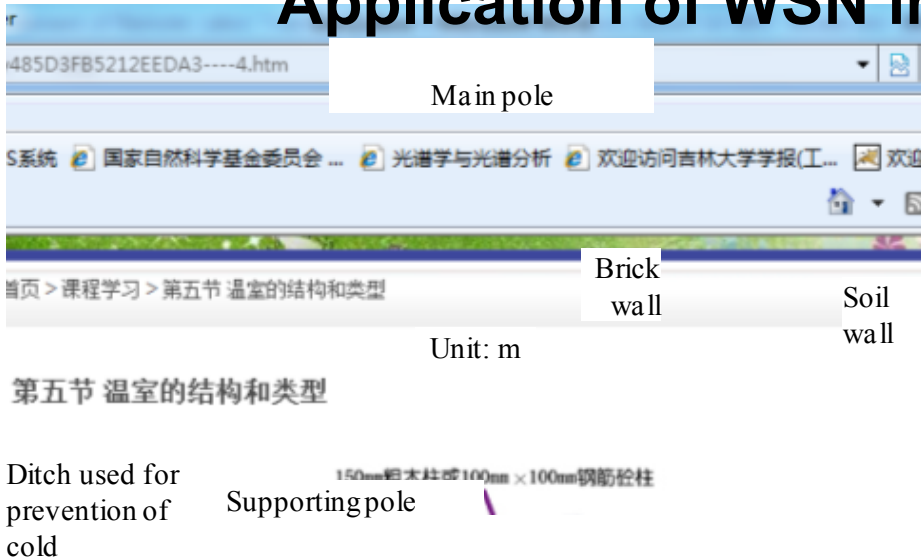 Application of WSN in
485D3FB5212EEDA3----4.htm
Main pole
S系统 国家自然科学基金委员会 ... 光谱学与光谱分析 欢迎访问吉林大学学报(工... 欢迎
首页 > 课程学习 > 第五节 温室的结构和类型
Brick
wall
Soil
wall
Unit: m
第五节 温室的结构和类型
Ditch used for
prevention of
cold
150mm粗木柱或100mm×100mm钢筋砼柱
Supporting pole